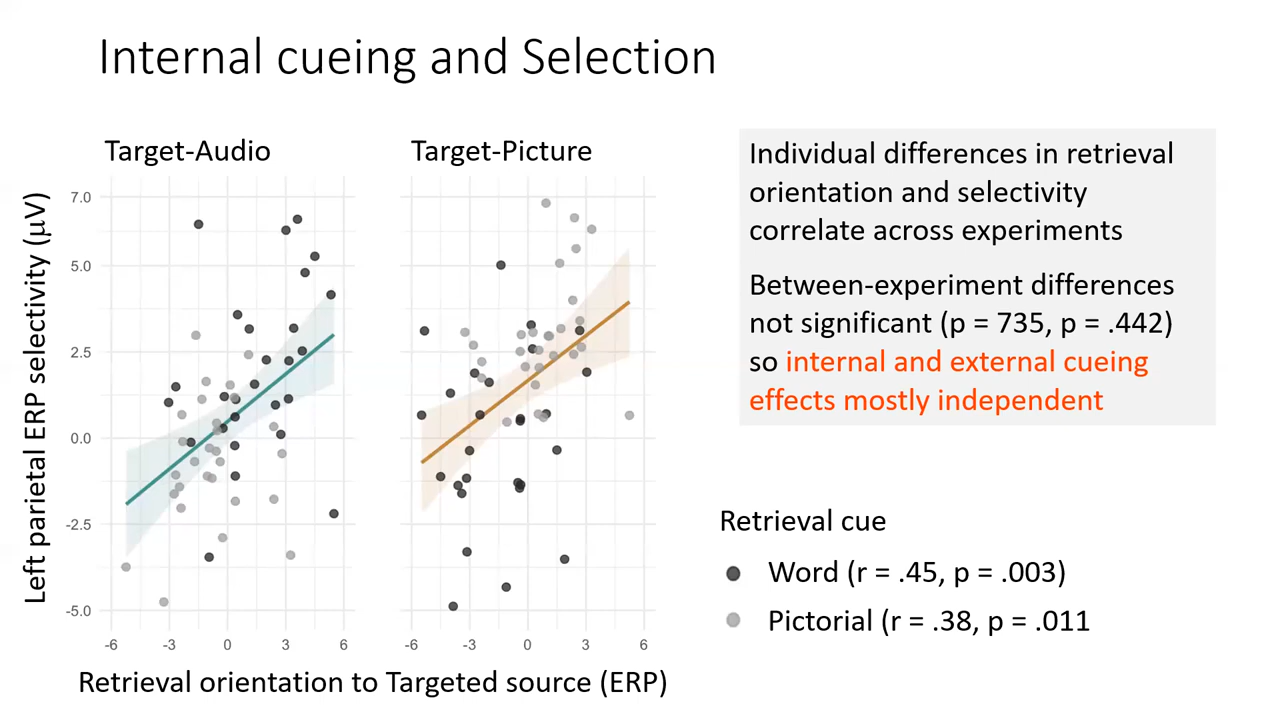 Internal cueing and Selection
Target-Audio
Target-Picture
Left parietal ERP selectivity (µV)
7.0
5.0
2.5
0.0
-2.5
-5.0
-6 -3 0 3 6
-6 -3 0 3 6
Retrieval orientation to Targeted source (ERP)
Individual differences in retrieval
orientation and selectivity
correlate across experiments
Between-experiment differences
not significant (p = 735, p = .442)
so internal and external cueing
effects mostly independent
Retrieval cue
Word (r = .45, p = .003)
Pictorial (r = .38, p = .011